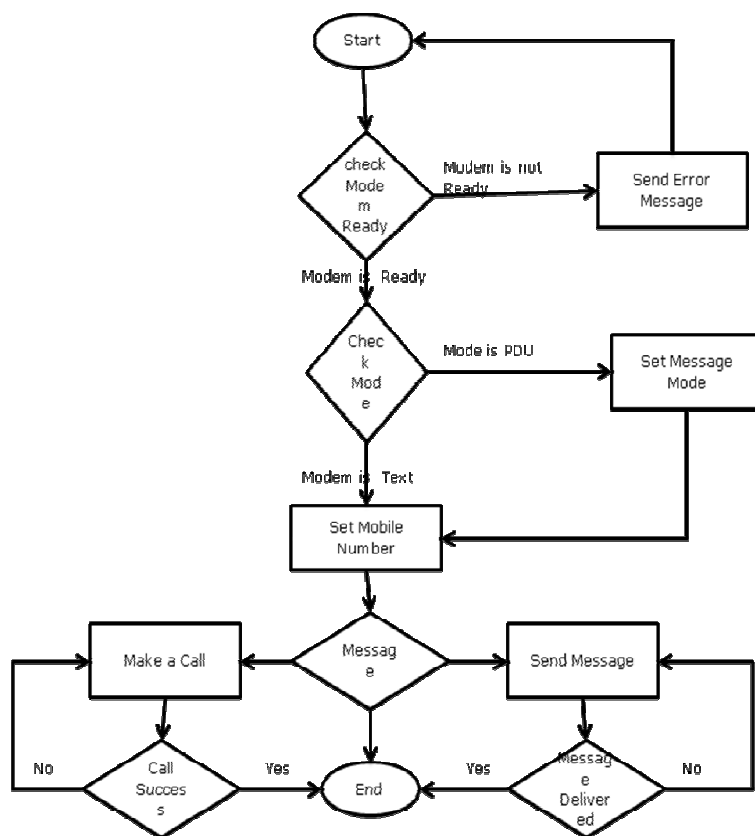 Start
check
Mode
m
Ready
Modem is not
Ready
Send Error
Message
Modem is Ready
Chec
k
Mod
e
Mode is PDU
Set Message
Mode
Modem is Text
Set Mobile
Number
Make a Call
Messag
e
Send Message
No
Call
Succes
s
Yes
End
Yes
Messag
e
Deliver
ed
No